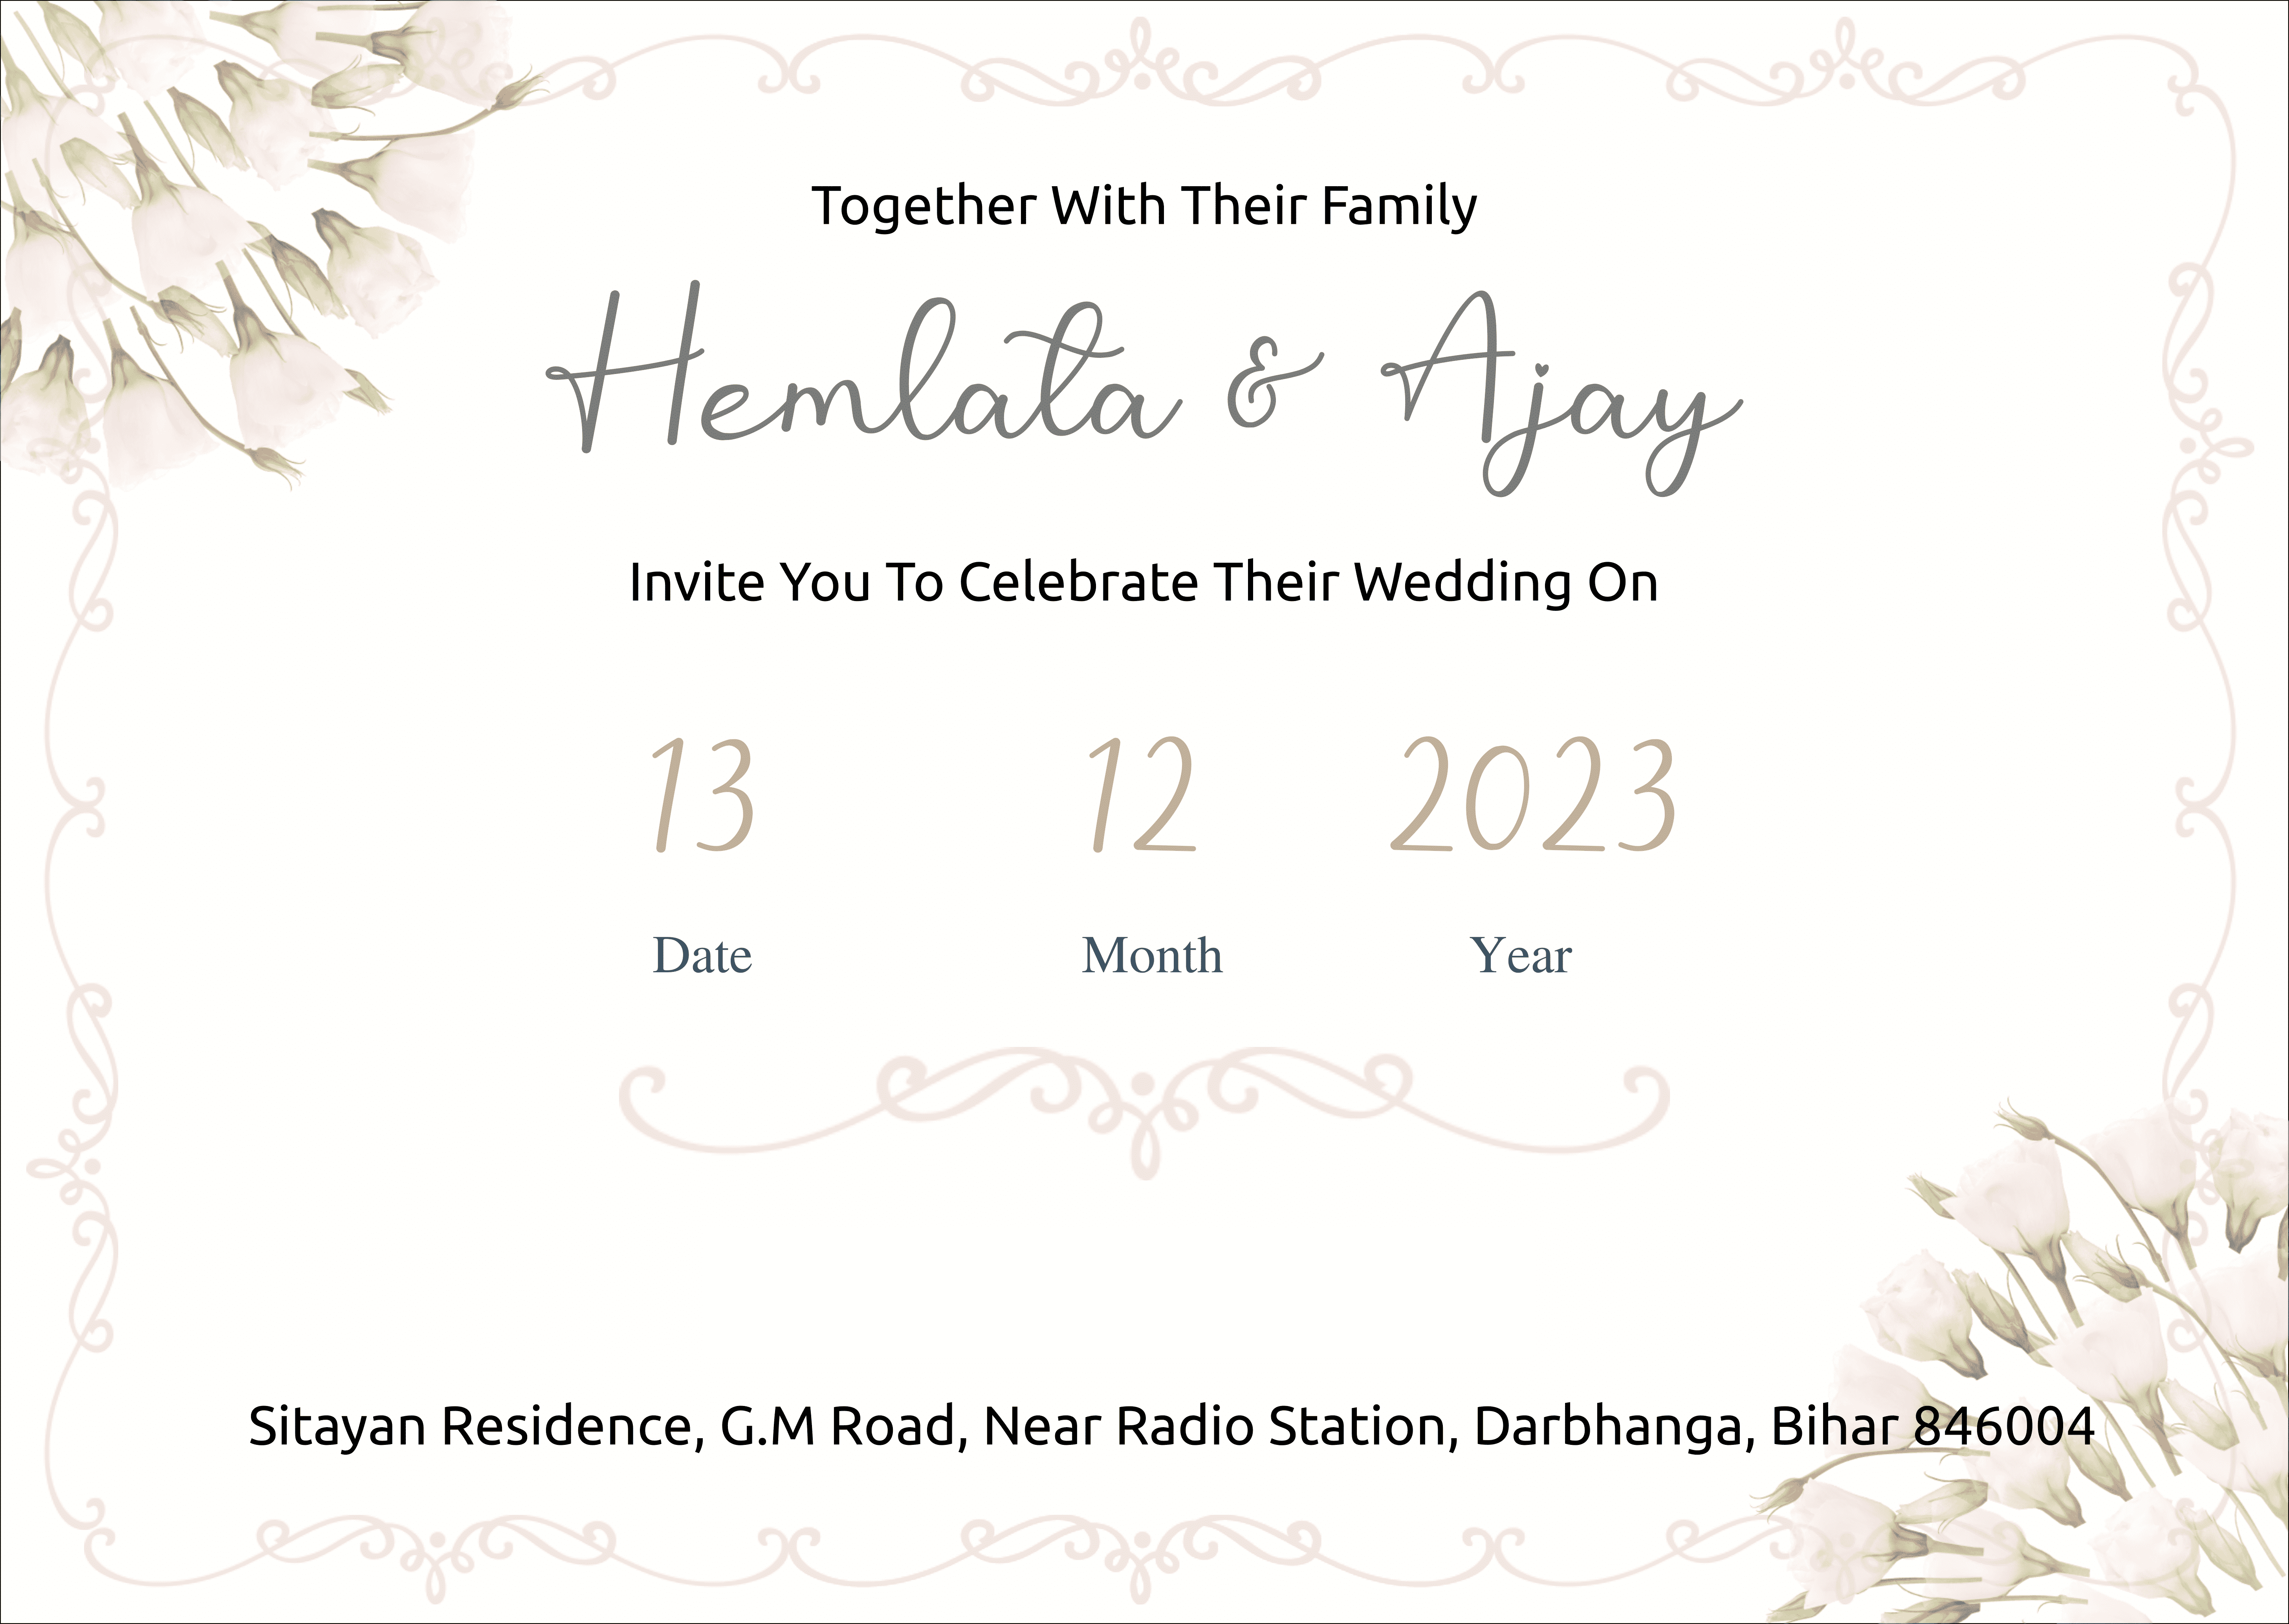 Together With Their Family
Hemlata & Ajay
Invite You To Celebrate Their Wedding On
13 12 2023
Date Month Year
Sitayan Residence, G.M Road, Near Radio Station, Darbhanga, Bihar 846004